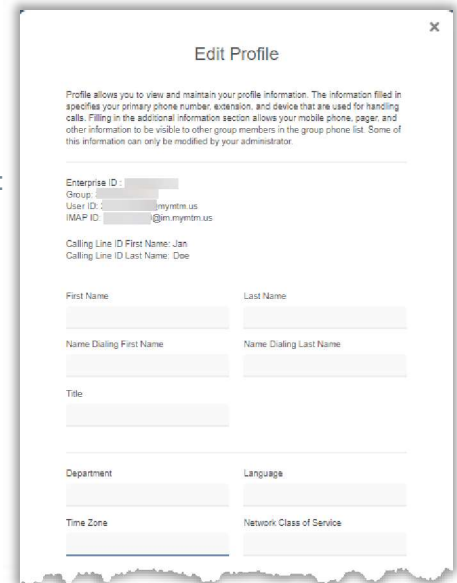 ×
Edit Profile
Profile allows you to view and maintain your profile information. The information filled in
specifies your primary phone number, extension, and device that are used for handling
calls. Filling in the additional information section allows your mobile phone, pager, and
other information to be visible to other group members in the group phone list. Some of
this information can only be modified by your administrator.
Enterprise ID :
Group:
User ID: mymtm.us
IMAP ID: @im.mymtm.us
Calling Line ID First Name: Jan
Calling Line ID Last Name: Doe
First Name Last Name
Name Dialing First Name Name Dialing Last Name
Title
Department Language
Time Zone Network Class of Service